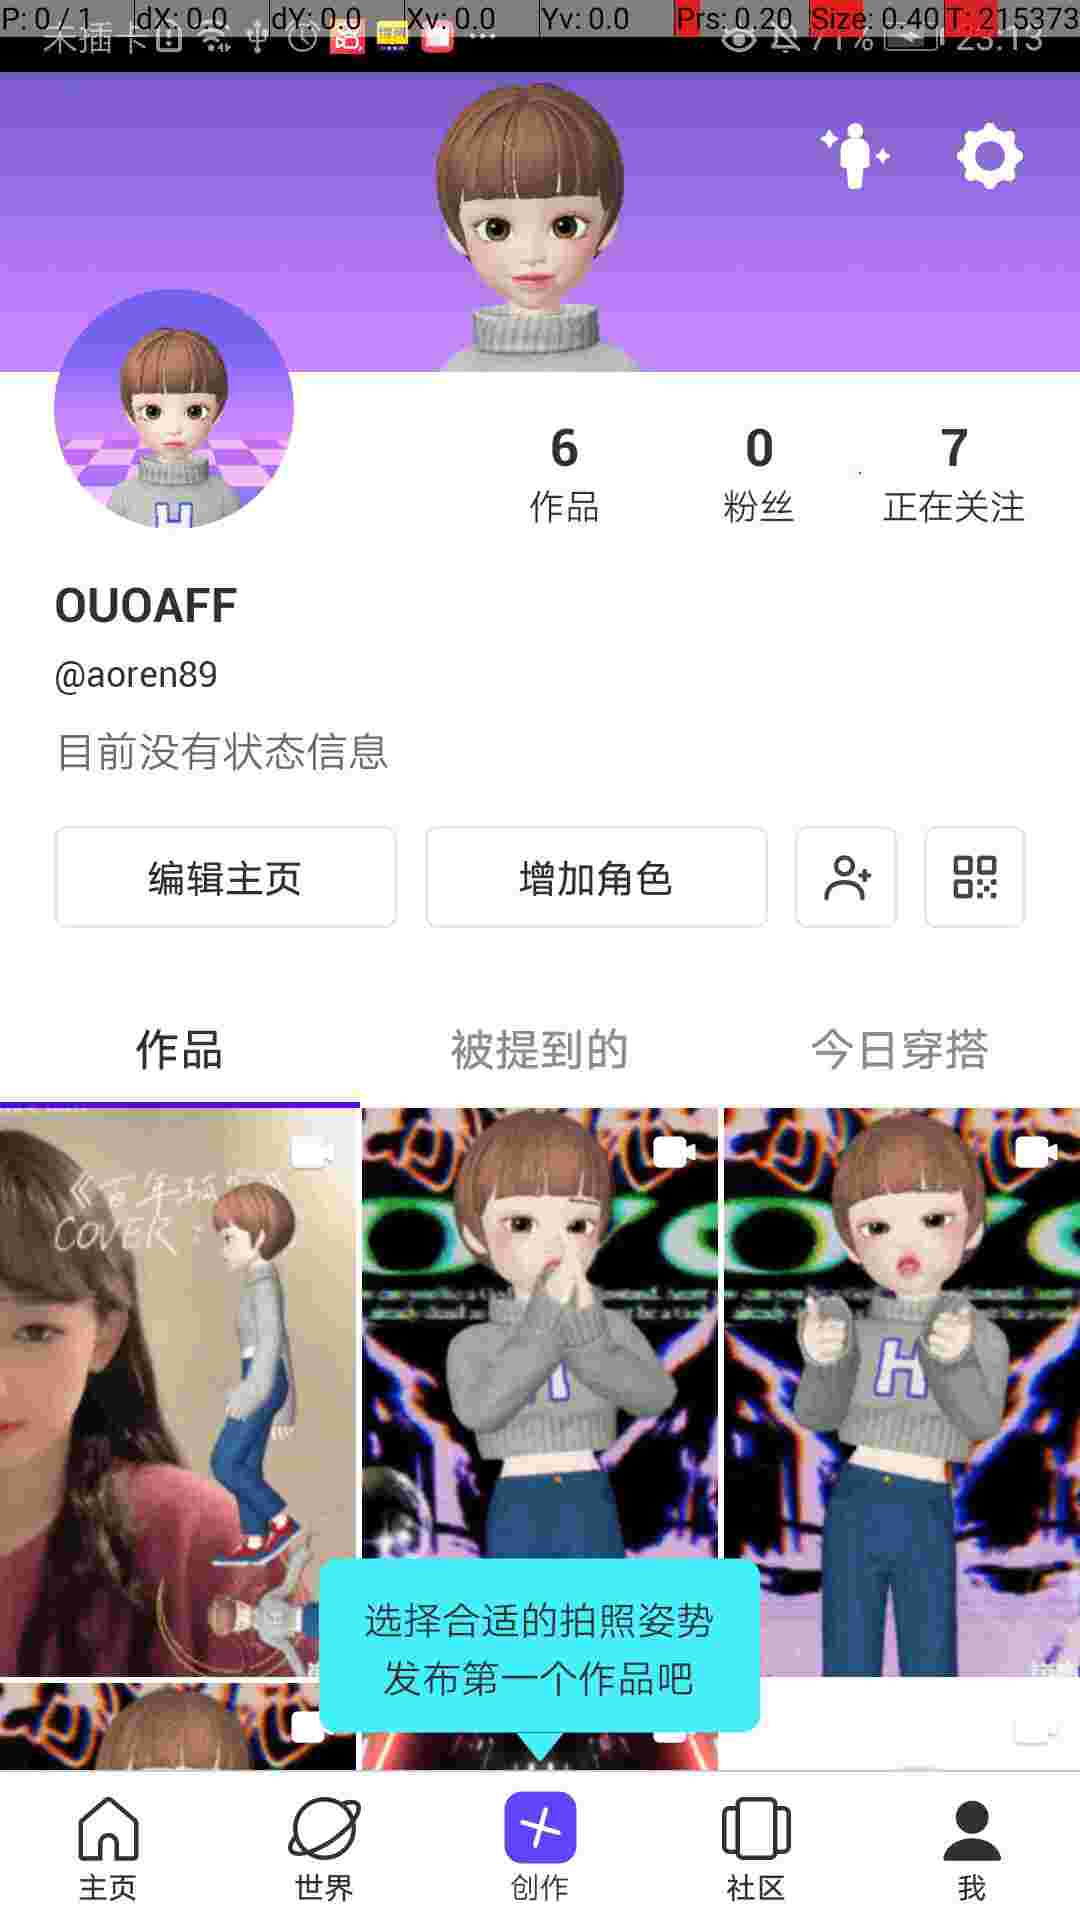 P: 0 / 1 dX: 0.0 dY: 0.0 Xv: 0.0 Yv: 0.0 Prs: 0.20 Size: 0.40 T: 215373
未插卡 71% 23:13
6 0 7
作品 粉丝 正在关注
OUOAFF
@aoren89
目前没有状态信息
编辑主页 增加角色
作品 被提到的 今日穿搭
COVER :
H
选择合适的拍照姿势
发布第一个作品吧
主页 世界 创作 社区 我